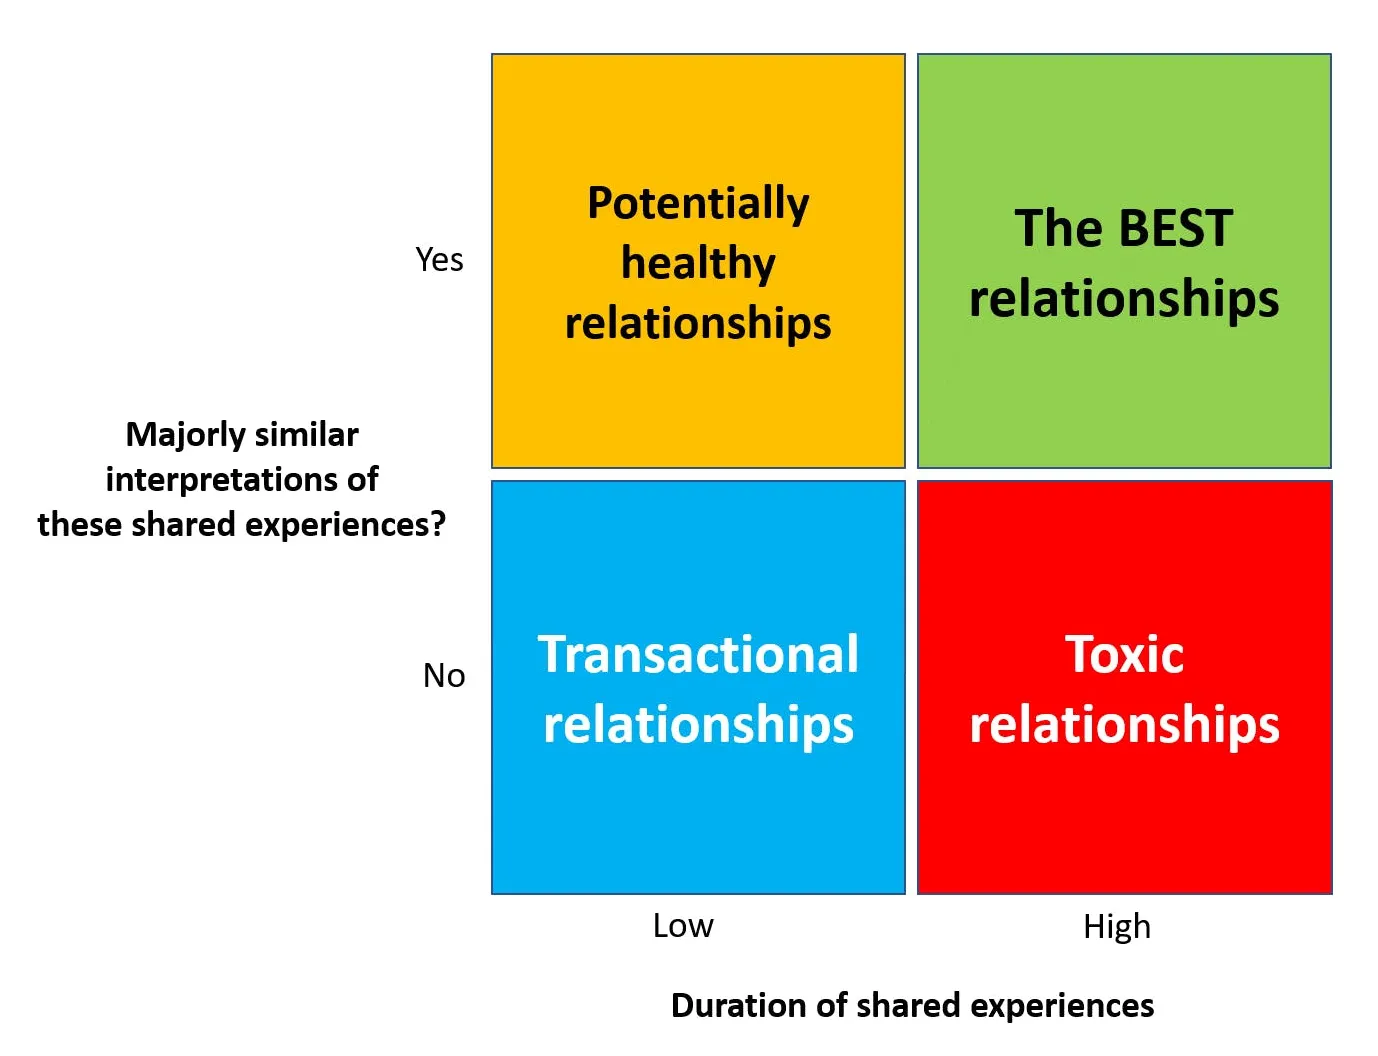 Potentially
healthy
relationships
The BEST
relationships
Yes
Majorly similar
interpretations of
these shared experiences?
Transactional
relationships
Toxic
relationships
No
Low
High
Duration of shared experiences